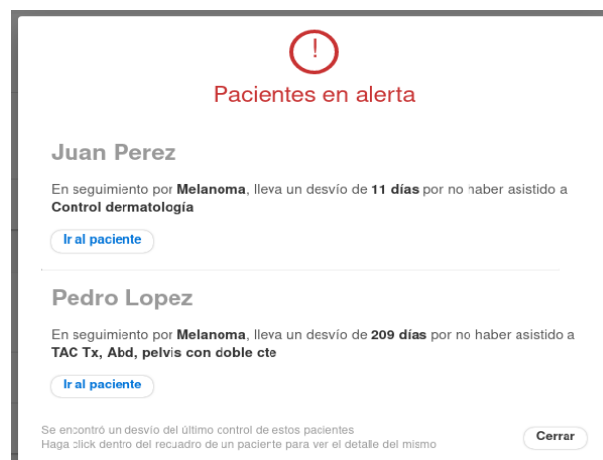 !
Pacientes en alerta
Juan Perez
En seguimiento por Melanoma, lleva un desvío de 11 días por no haber asistido a
Control dermatología
Ir al paciente
Pedro Lopez
En seguimiento por Melanoma, lleva un desvío de 209 días por no haber asistido a
TAC Tx, Abd, pelvis con doble cte
Ir al paciente
Se encontró un desvío del último control de estos pacientes
Haga click dentro del recuadro de un paciente para ver el detalle del mismo
Cerrar